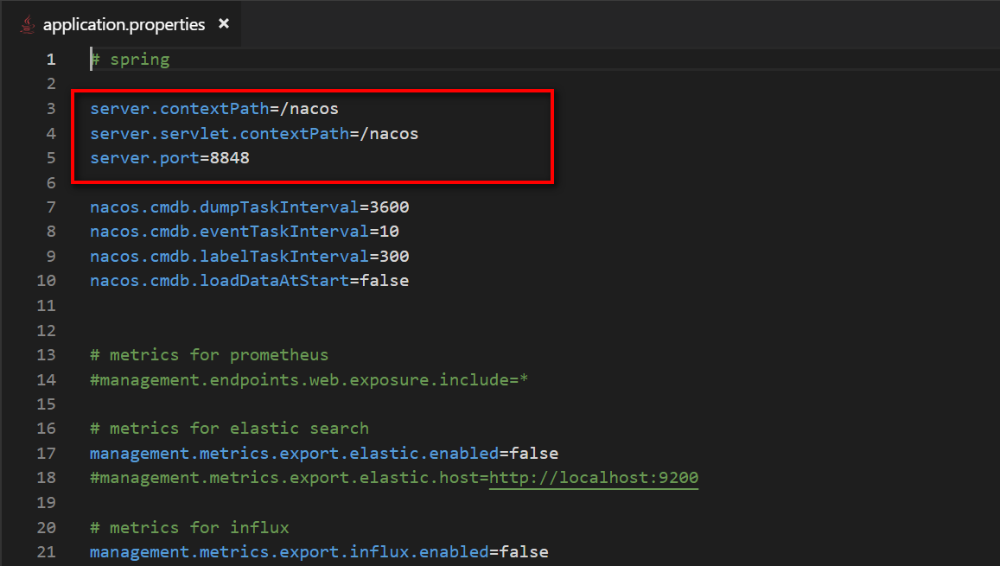 application.properties ×
1 # spring
2
3 server.contextPath=/nacos
4 server.servlet.contextPath=/nacos
5 server.port=8848
6
7 nacos.cmdb.dumpTaskInterval=3600
8 nacos.cmdb.eventTaskInterval=10
9 nacos.cmdb.labelTaskInterval=300
10 nacos.cmdb.loadDataAtStart=false
11
12
13 # metrics for prometheus
14 #management.endpoints.web.exposure.include=*
15
16 # metrics for elastic search
17 management.metrics.export.elastic.enabled=false
18 #management.metrics.export.elastic.host=http://localhost:9200
19
20 # metrics for influx
21 management.metrics.export.influx.enabled=false